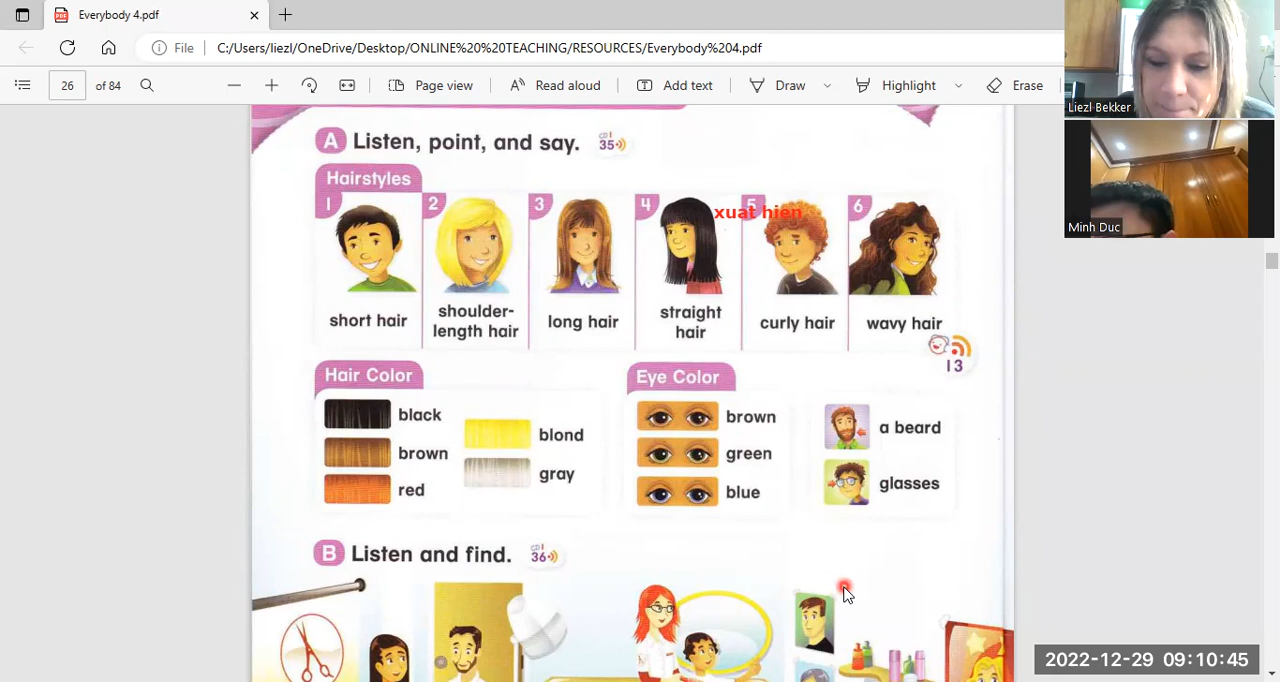 Everybody 4.pdf
File
C:/Users/liezl/OneDrive/Desktop/ONLINE%20%20TEACHING/RESOURCES/Everybody%204.pdf
26 of 84
Page view
Read aloud
Add text
Draw
Highlight
Erase
Liezl Bekker
Minh Duc
A Listen, point, and say. CD1 35
Hairstyles
1
2
3
4
5
6
xuat hien
short hair
shoulder-
length hair
long hair
straight
hair
curly hair
wavy hair
13
Hair Color
black
brown
red
blond
gray
Eye Color
brown
green
blue
a beard
glasses
B Listen and find. CD1 36
2022-12-29 09:10:45